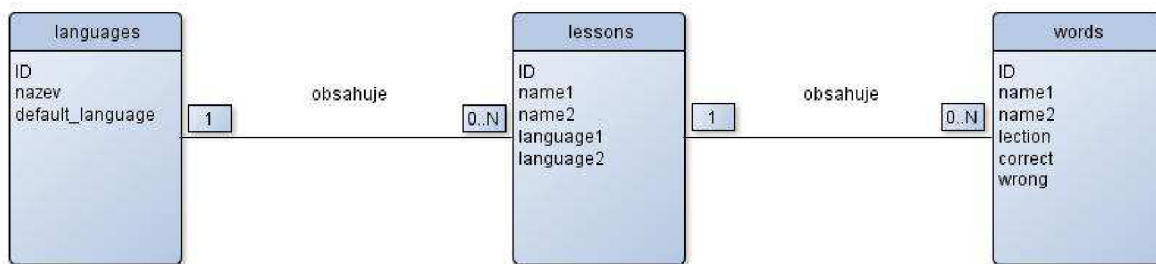 languages
ID
nazev
default_language
1
obsahuje
0..N
lessons
ID
name1
name2
language1
language2
1
obsahuje
0..N
words
ID
name1
name2
lection
correct
wrong